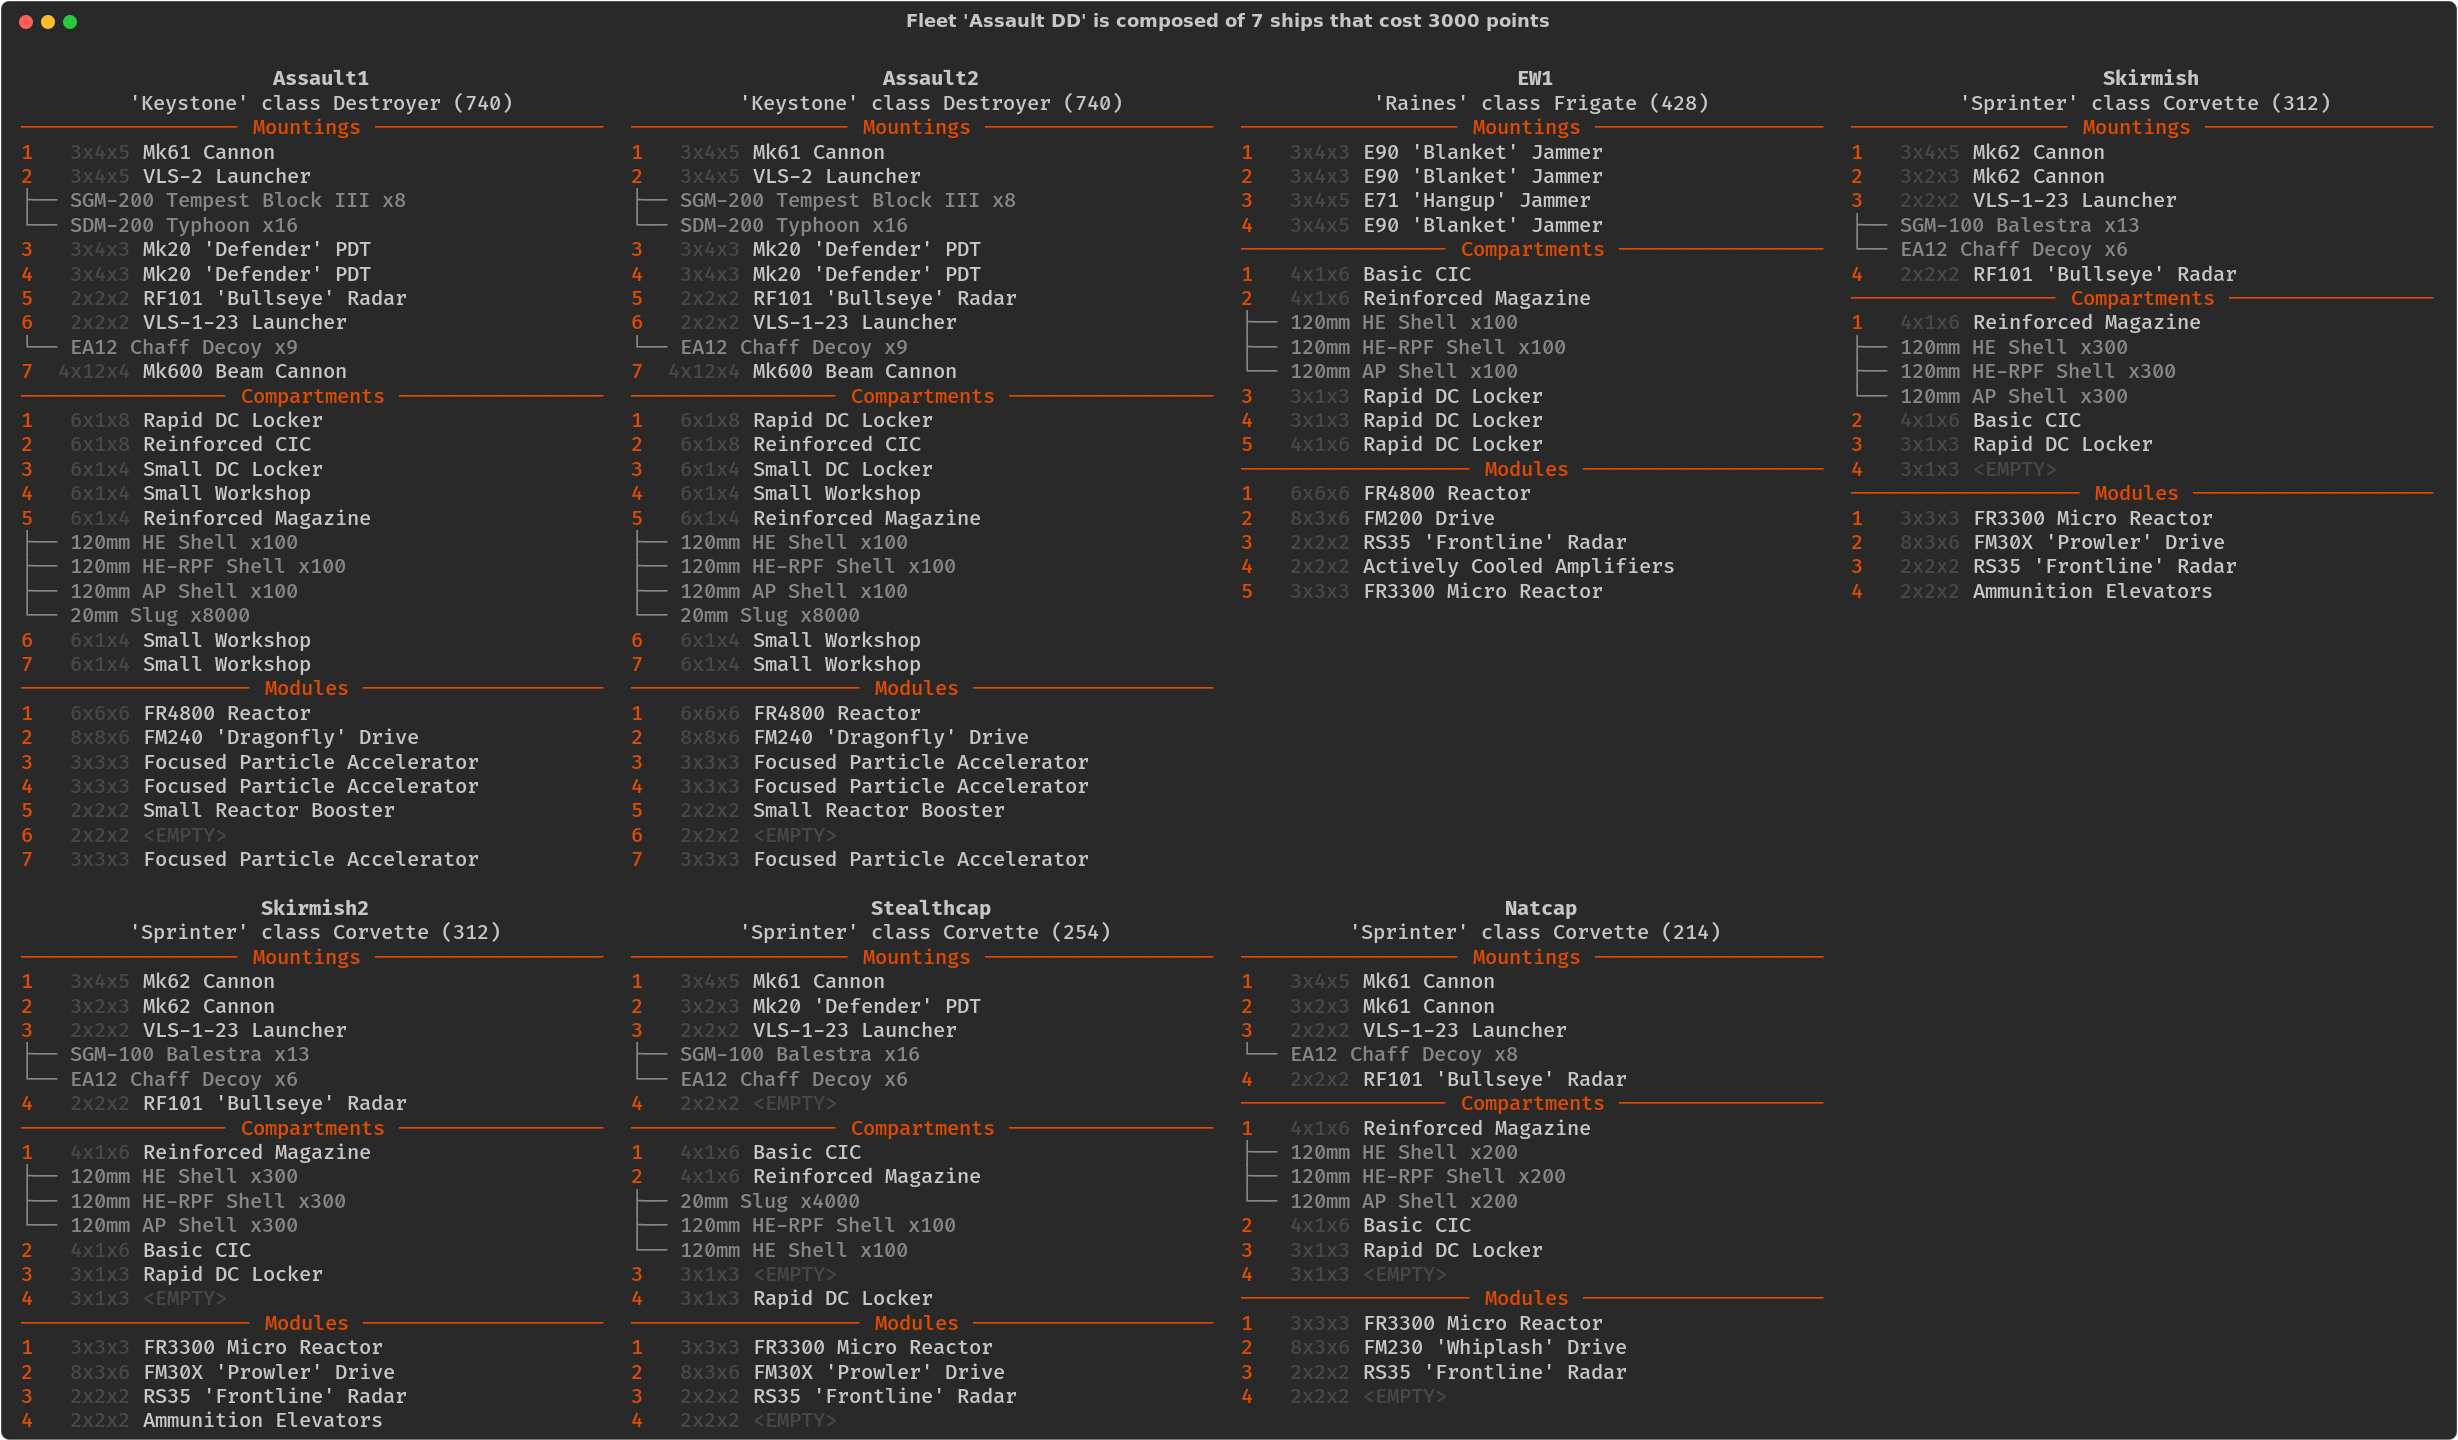 Fleet 'Assault DD' is composed of 7 ships that cost 3000 points
Assault1
'Keystone' class Destroyer (740)
Mountings
1 3x4x5 Mk61 Cannon
2 3x4x5 VLS-2 Launcher
SGM-200 Tempest Block III x8
SDM-200 Typhoon x16
3 3x4x3 Mk20 'Defender' PDT
4 3x4x3 Mk20 'Defender' PDT
5 2x2x2 RF101 'Bullseye' Radar
6 2x2x2 VLS-1-23 Launcher
EA12 Chaff Decoy x9
7 4x12x4 Mk600 Beam Cannon
Compartments
1 6x1x8 Rapid DC Locker
2 6x1x8 Reinforced CIC
3 6x1x4 Small DC Locker
4 6x1x4 Small Workshop
5 6x1x4 Reinforced Magazine
120mm HE Shell x100
120mm HE-RPF Shell x100
120mm AP Shell x100
20mm Slug x8000
6 6x1x4 Small Workshop
7 6x1x4 Small Workshop
Modules
1 6x6x6 FR4800 Reactor
2 8x8x6 FM240 'Dragonfly' Drive
3 3x3x3 Focused Particle Accelerator
4 3x3x3 Focused Particle Accelerator
5 2x2x2 Small Reactor Booster
6 2x2x2 <EMPTY>
7 3x3x3 Focused Particle Accelerator
Assault2
'Keystone' class Destroyer (740)
Mountings
1 3x4x5 Mk61 Cannon
2 3x4x5 VLS-2 Launcher
SGM-200 Tempest Block III x8
SDM-200 Typhoon x16
3 3x4x3 Mk20 'Defender' PDT
4 3x4x3 Mk20 'Defender' PDT
5 2x2x2 RF101 'Bullseye' Radar
6 2x2x2 VLS-1-23 Launcher
EA12 Chaff Decoy x9
7 4x12x4 Mk600 Beam Cannon
Compartments
1 6x1x8 Rapid DC Locker
2 6x1x8 Reinforced CIC
3 6x1x4 Small DC Locker
4 6x1x4 Small Workshop
5 6x1x4 Reinforced Magazine
120mm HE Shell x100
120mm HE-RPF Shell x100
120mm AP Shell x100
20mm Slug x8000
6 6x1x4 Small Workshop
7 6x1x4 Small Workshop
Modules
1 6x6x6 FR4800 Reactor
2 8x8x6 FM240 'Dragonfly' Drive
3 3x3x3 Focused Particle Accelerator
4 3x3x3 Focused Particle Accelerator
5 2x2x2 Small Reactor Booster
6 2x2x2 <EMPTY>
7 3x3x3 Focused Particle Accelerator
EW1
'Raines' class Frigate (428)
Mountings
1 3x4x3 E90 'Blanket' Jammer
2 3x4x3 E90 'Blanket' Jammer
3 3x4x5 E71 'Hangup' Jammer
4 3x4x5 E90 'Blanket' Jammer
Compartments
1 4x1x6 Basic CIC
2 4x1x6 Reinforced Magazine
120mm HE Shell x100
120mm HE-RPF Shell x100
120mm AP Shell x100
3 3x1x3 Rapid DC Locker
4 3x1x3 Rapid DC Locker
5 4x1x6 Rapid DC Locker
Modules
1 6x6x6 FR4800 Reactor
2 8x3x6 FM200 Drive
3 2x2x2 RS35 'Frontline' Radar
4 2x2x2 Actively Cooled Amplifiers
5 3x3x3 FR3300 Micro Reactor
Skirmish
'Sprinter' class Corvette (312)
Mountings
1 3x4x5 Mk62 Cannon
2 3x2x3 Mk62 Cannon
3 2x2x2 VLS-1-23 Launcher
SGM-100 Balestra x13
EA12 Chaff Decoy x6
4 2x2x2 RF101 'Bullseye' Radar
Compartments
1 4x1x6 Reinforced Magazine
120mm HE Shell x300
120mm HE-RPF Shell x300
120mm AP Shell x300
2 4x1x6 Basic CIC
3 3x1x3 Rapid DC Locker
4 3x1x3 <EMPTY>
Modules
1 3x3x3 FR3300 Micro Reactor
2 8x3x6 FM30X 'Prowler' Drive
3 2x2x2 RS35 'Frontline' Radar
4 2x2x2 Ammunition Elevators
Skirmish2
'Sprinter' class Corvette (312)
Mountings
1 3x4x5 Mk62 Cannon
2 3x2x3 Mk62 Cannon
3 2x2x2 VLS-1-23 Launcher
SGM-100 Balestra x13
EA12 Chaff Decoy x6
4 2x2x2 RF101 'Bullseye' Radar
Compartments
1 4x1x6 Reinforced Magazine
120mm HE Shell x300
120mm HE-RPF Shell x300
120mm AP Shell x300
2 4x1x6 Basic CIC
3 3x1x3 Rapid DC Locker
4 3x1x3 <EMPTY>
Modules
1 3x3x3 FR3300 Micro Reactor
2 8x3x6 FM30X 'Prowler' Drive
3 2x2x2 RS35 'Frontline' Radar
4 2x2x2 Ammunition Elevators
Stealthcap
'Sprinter' class Corvette (254)
Mountings
1 3x4x5 Mk61 Cannon
2 3x2x3 Mk20 'Defender' PDT
3 2x2x2 VLS-1-23 Launcher
SGM-100 Balestra x16
EA12 Chaff Decoy x6
4 2x2x2 <EMPTY>
Compartments
1 4x1x6 Basic CIC
2 4x1x6 Reinforced Magazine
20mm Slug x4000
120mm HE-RPF Shell x100
120mm HE Shell x100
3 3x1x3 <EMPTY>
4 3x1x3 Rapid DC Locker
Modules
1 3x3x3 FR3300 Micro Reactor
2 8x3x6 FM30X 'Prowler' Drive
3 2x2x2 RS35 'Frontline' Radar
4 2x2x2 <EMPTY>
Natcap
'Sprinter' class Corvette (214)
Mountings
1 3x4x5 Mk61 Cannon
2 3x2x3 Mk61 Cannon
3 2x2x2 VLS-1-23 Launcher
EA12 Chaff Decoy x8
4 2x2x2 RF101 'Bullseye' Radar
Compartments
1 4x1x6 Reinforced Magazine
120mm HE Shell x200
120mm HE-RPF Shell x200
120mm AP Shell x200
2 4x1x6 Basic CIC
3 3x1x3 Rapid DC Locker
4 3x1x3 <EMPTY>
Modules
1 3x3x3 FR3300 Micro Reactor
2 8x3x6 FM230 'Whiplash' Drive
3 2x2x2 RS35 'Frontline' Radar
4 2x2x2 <EMPTY>